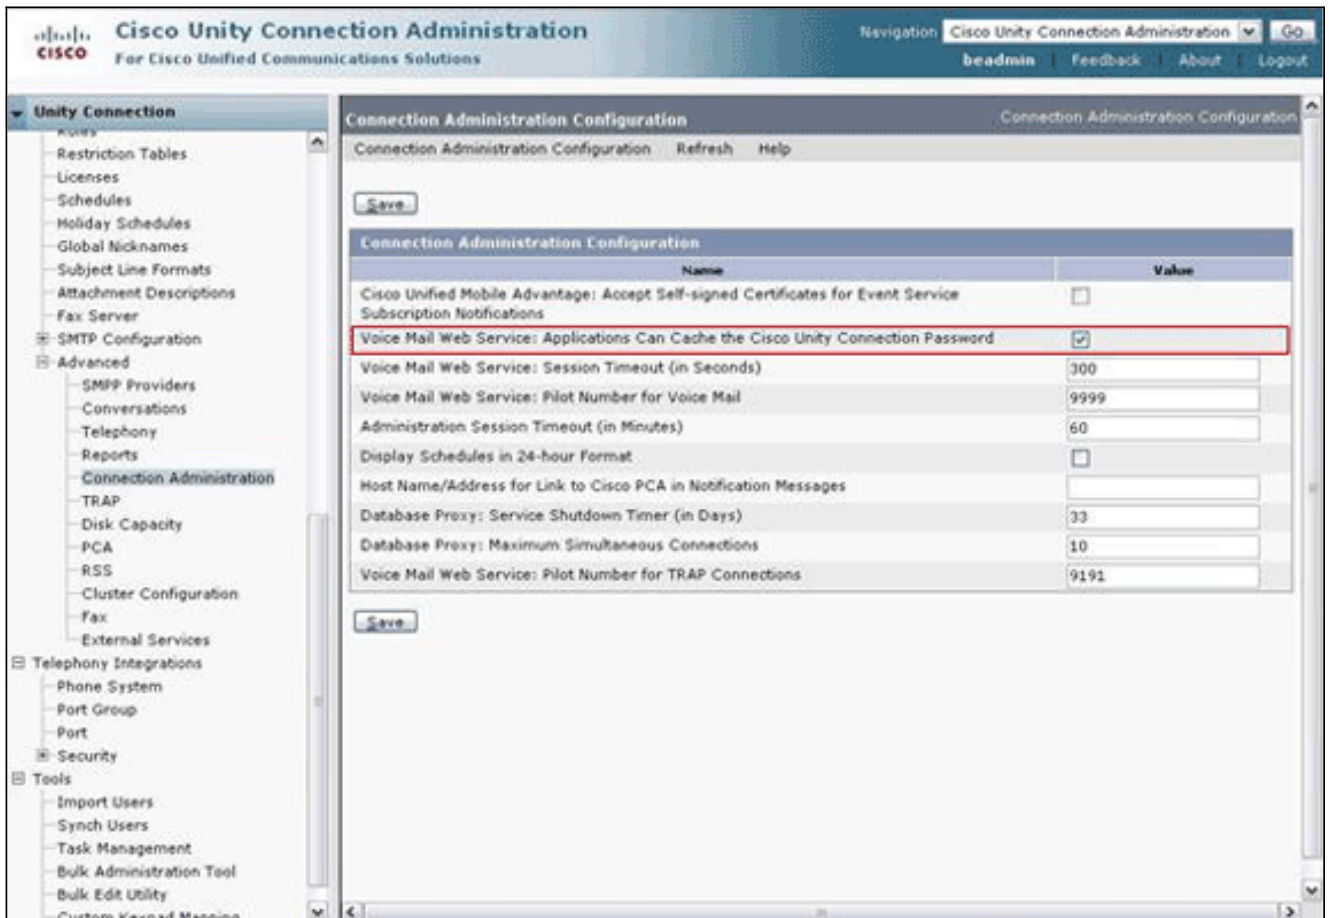 CISCO
Cisco Unity Connection Administration
For Cisco Unified Communications Solutions
Navigation Cisco Unity Connection Administration Go
beadmin Feedback About Logout
Unity Connection
Rules
Restriction Tables
Licenses
Schedules
Holiday Schedules
Global Nicknames
Subject Line Formats
Attachment Descriptions
Fax Server
SMTP Configuration
Advanced
SMPP Providers
Conversations
Telephony
Reports
Connection Administration
TRAP
Disk Capacity
PCA
RSS
Cluster Configuration
Fax
External Services
Telephony Integrations
Phone System
Port Group
Port
Security
Tools
Import Users
Synch Users
Task Management
Bulk Administration Tool
Bulk Edit Utility
Custom Keypad Mapping
Connection Administration Configuration
Connection Administration Configuration
Connection Administration Configuration Refresh Help
Save
Connection Administration Configuration
Name Value
Cisco Unified Mobile Advantage: Accept Self-signed Certificates for Event Service
Subscription Notifications
Voice Mail Web Service: Applications Can Cache the Cisco Unity Connection Password
Voice Mail Web Service: Session Timeout (in Seconds) 300
Voice Mail Web Service: Pilot Number for Voice Mail 9999
Administration Session Timeout (in Minutes) 60
Display Schedules in 24-hour Format
Host Name/Address for Link to Cisco PCA in Notification Messages
Database Proxy: Service Shutdown Timer (in Days) 33
Database Proxy: Maximum Simultaneous Connections 10
Voice Mail Web Service: Pilot Number for TRAP Connections 9191
Save